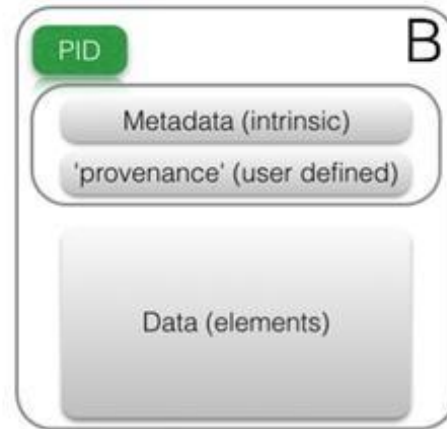 B
PID
Metadata (intrinsic)
'provenance' (user defined)
Data (elements)